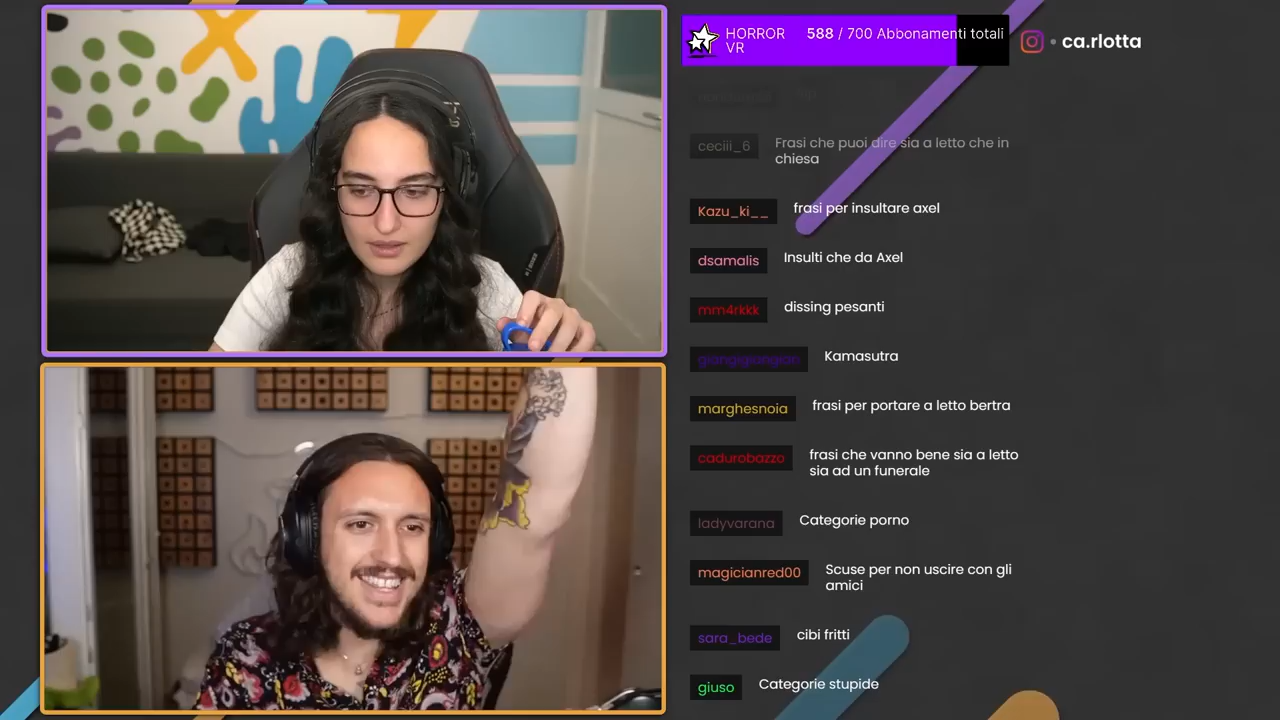 HORROR
VR
588 / 700 Abbonamenti totali
ca.rlotta
ceciii_6
Frasi che puoi dire sia a letto che in
chiesa
Kazu_ki__
frasi per insultare axel
dsamalis
Insulti che da Axel
mm4rkkk
dissing pesanti
Kamasutra
marghesnoia
frasi per portare a letto bertra
cadurobazzo
frasi che vanno bene sia a letto
sia ad un funerale
ladyvarana
Categorie porno
magicianred00
Scuse per non uscire con gli
amici
sara_bede
cibi fritti
giuso
Categorie stupide